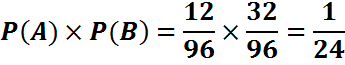 P(A) × P(B) = 12/96 × 32/96 = 1/24